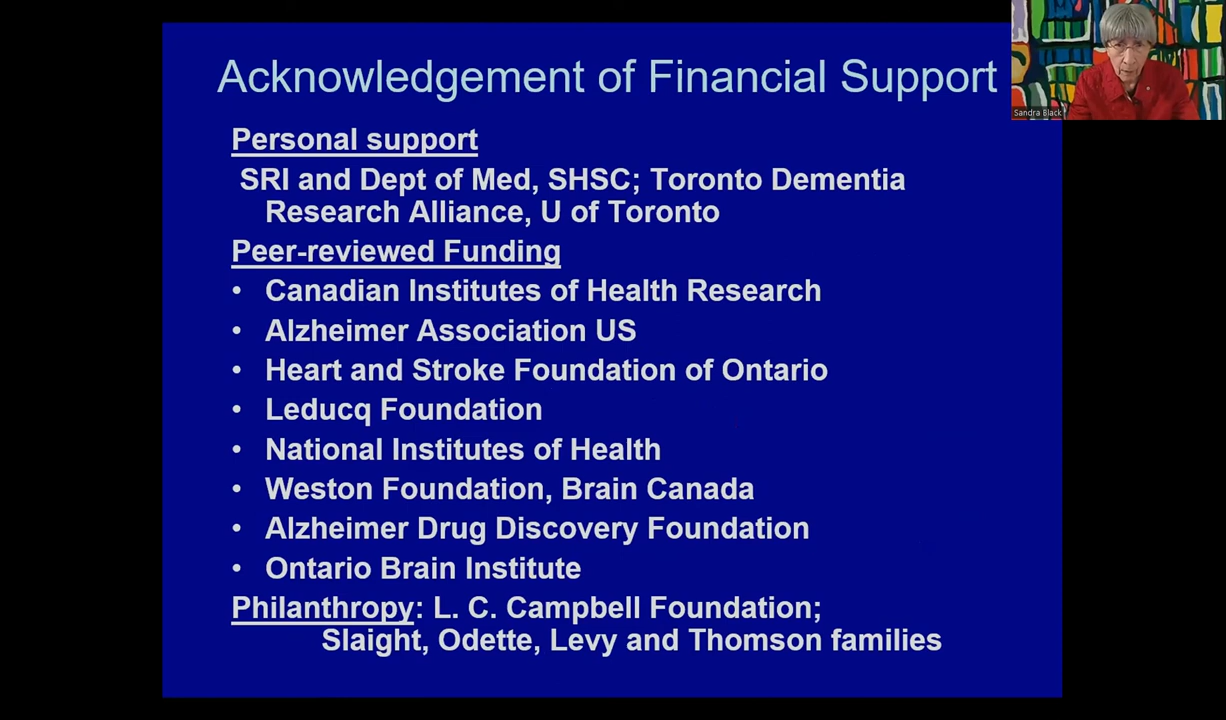 Acknowledgement of Financial Support
Sandra Black
Personal support
SRI and Dept of Med, SHSC; Toronto Dementia
Research Alliance, U of Toronto
Peer-reviewed Funding
• Canadian Institutes of Health Research
• Alzheimer Association US
• Heart and Stroke Foundation of Ontario
• Leducq Foundation
• National Institutes of Health
• Weston Foundation, Brain Canada
• Alzheimer Drug Discovery Foundation
• Ontario Brain Institute
Philanthropy: L. C. Campbell Foundation;
Slaight, Odette, Levy and Thomson families